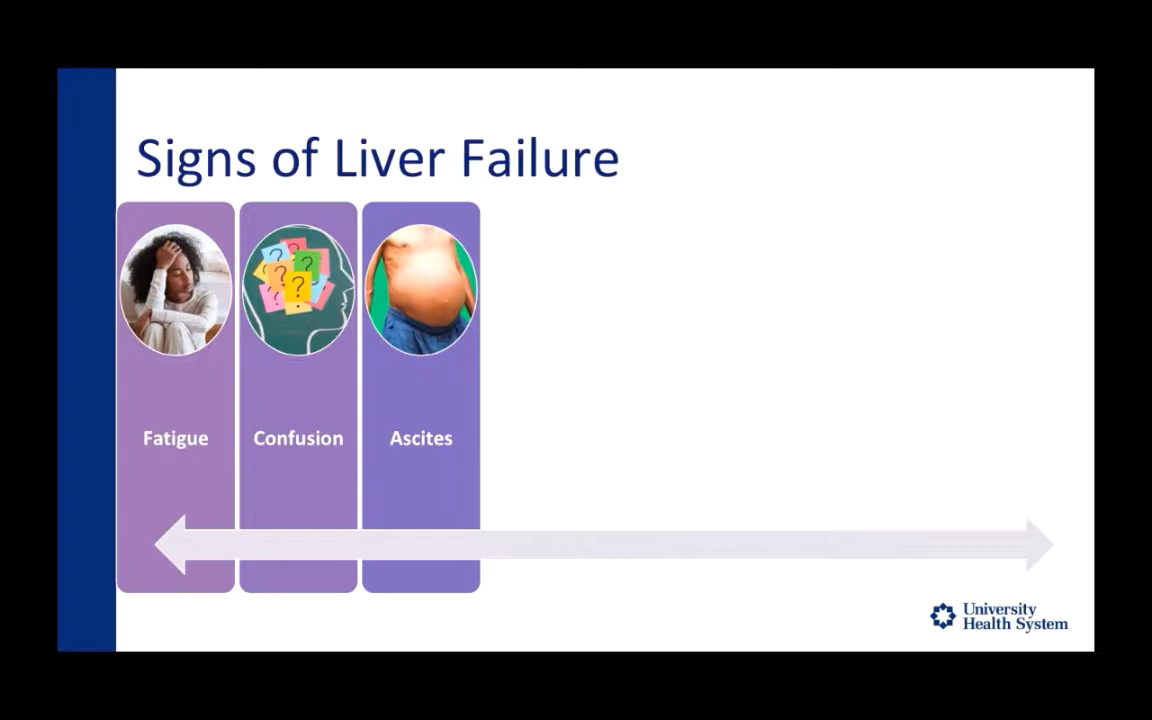 Signs of Liver Failure
Fatigue
Confusion
Ascites
University
Health System